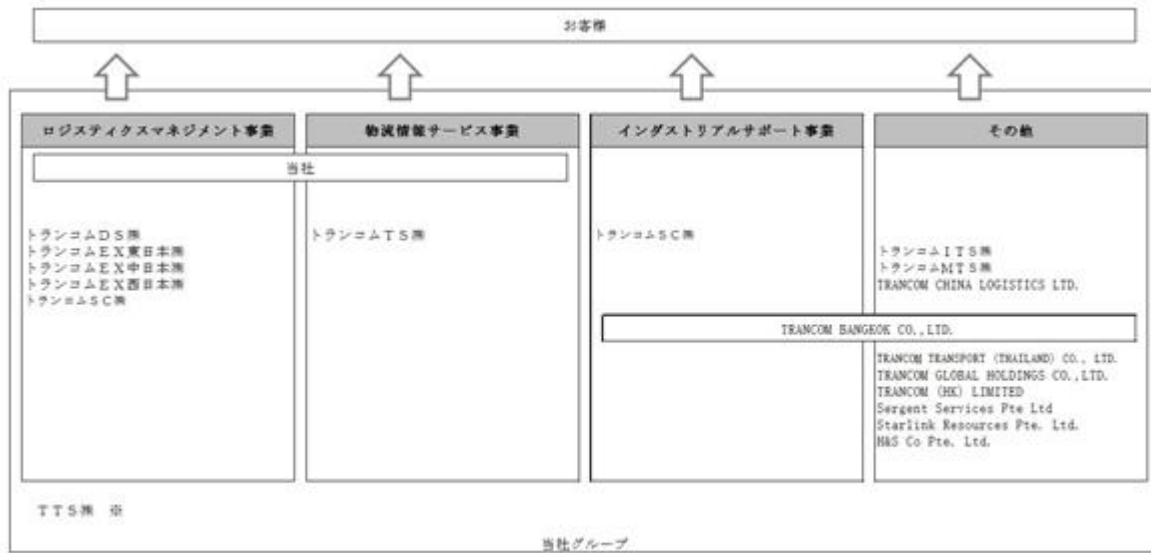 お客様
ロジスティクスマネジメント事業
物流情報サービス事業
インダストリアルサポート事業
その他
当社
トランコムDS㈱
トランコムEX東日本㈱
トランコムEX中日本㈱
トランコムEX西日本㈱
トランコムSC㈱
トランコムTS㈱
トランコムSC㈱
トランコムITS㈱
トランコムMTS㈱
TRANCOM CHINA LOGISTICS LTD.
TRANCOM BANGKOK CO.,LTD.
TRANCOM TRANSPORT (THAILAND) CO., LTD.
TRANCOM GLOBAL HOLDINGS CO.,LTD.
TRANCOM (HK) LIMITED
Sergent Services Pte Ltd
Starlink Resources Pte. Ltd.
H&S Co Pte. Ltd.
TTS㈱ ※
当社グループ